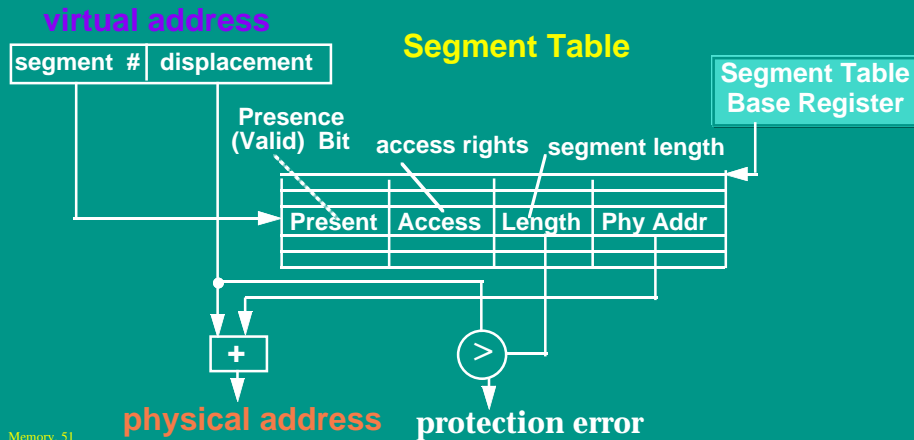 virtual address
segment # displacement
Segment Table
Segment Table
Base Register
Presence
(Valid) Bit
access rights
segment length
Present Access Length Phy Addr
+
>
physical address
protection error
Memory 51